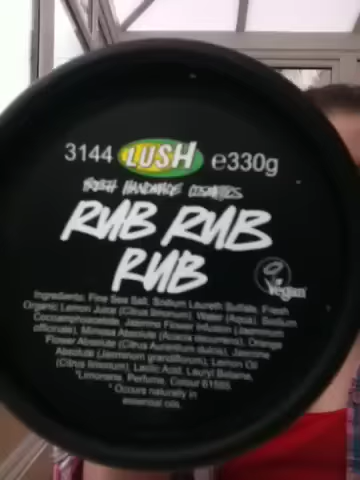 3144 LUSH e330g
FRESH HANDMADE COSMETICS
RUB RUB
RUB
Vegan
Ingredients: Fine Sea Salt, Sodium Laureth Sulfate, Fresh
Organic Lemon Juice (Citrus limonum), Water (Aqua), Sodium
Cocoamphoacetate, Jasmine Flower Infusion (Jasminum
officinale), Mimosa Absolute (Acacia decurrens), Orange
Flower Absolute (Citrus Aurantium dulcis), Jasmine
Absolute (Jasminum grandiflorum), Lemon Oil
(Citrus limonum), Lactic Acid, Lauryl Betaine,
*Limonene, Perfume, Colour
* Occurs naturally in
essential oils.